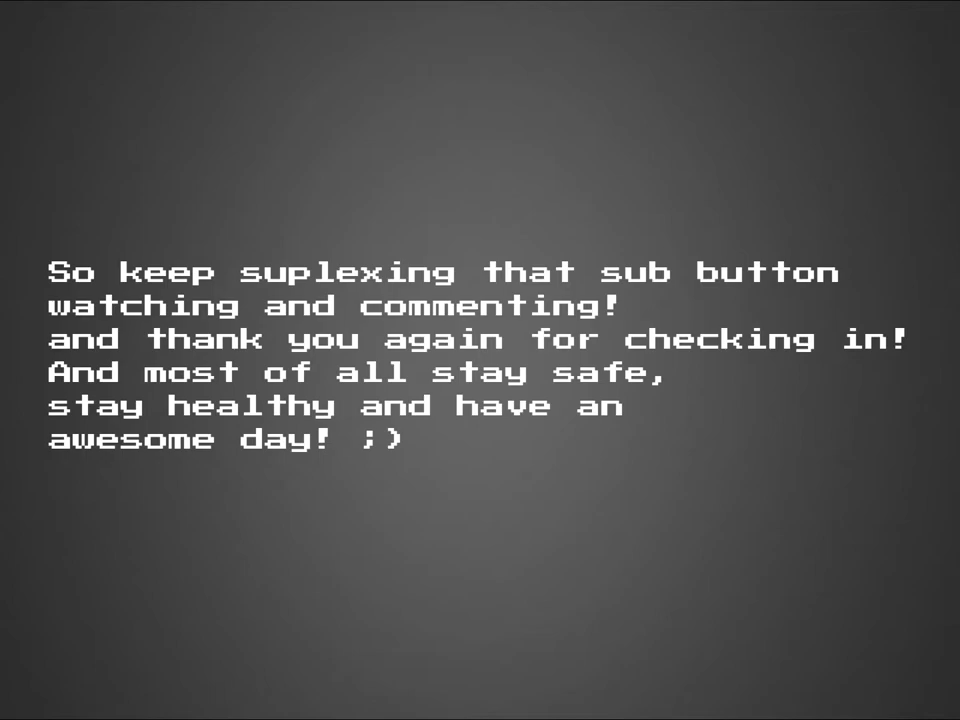 So keep suplexing that sub button
watching and commenting!
and thank you again for checking in!
And most of all stay safe,
stay healthy and have an
awesome day! ;)